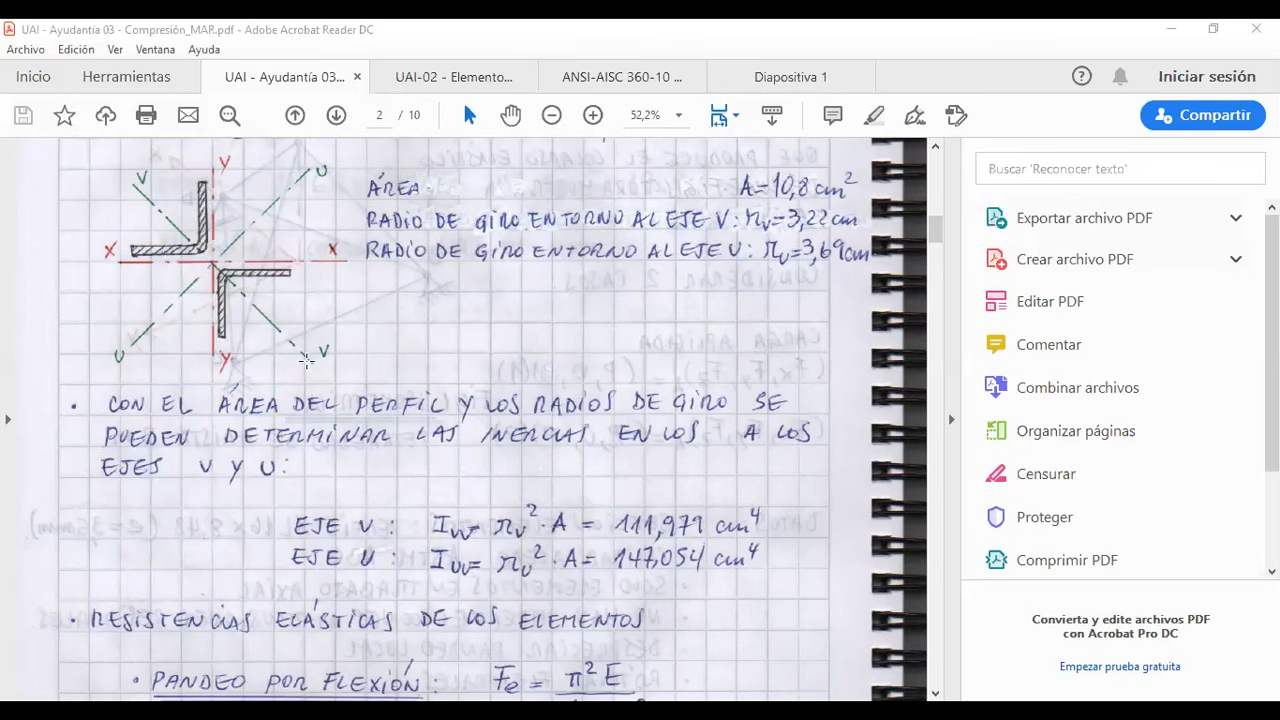 UAI - Ayudantía 03 - Compresión_MAR.pdf - Adobe Acrobat Reader DC
Archivo Edición Ver Ventana Ayuda
Inicio Herramientas UAI - Ayudantía 03... × UAI-02 - Elemento... ANSI-AISC 360-10 ... Diapositiva 1 Iniciar sesión
2 / 10 52,2% Compartir
Y
V U
X X
U V
Y
AREA: A=10,8 cm²
RADIO DE GIRO ENTORNO AL EJE V: rv=3,22 cm
RADIO DE GIRO ENTORNO AL EJE U: ru=3,69 cm
• CON EL ÁREA DEL PERFIL Y LOS RADIOS DE GIRO SE
PUEDEN DETERMINAR LAS INERCIAS EN LOS A LOS
EJES V Y U.
EJE V: Ivv= rv² A = 111,979 cm⁴
EJE U: Iuu= ru² A = 147,054 cm⁴
• RESISTENCIAS ELÁSTICAS DE LOS ELEMENTOS
• PANDEO POR FLEXIÓN: Fe = π² E
Buscar 'Reconocer texto'
Exportar archivo PDF
Crear archivo PDF
Editar PDF
Comentar
Combinar archivos
Organizar páginas
Censurar
Proteger
Comprimir PDF
Convierta y edite archivos PDF
con Acrobat Pro DC
Empezar prueba gratuita